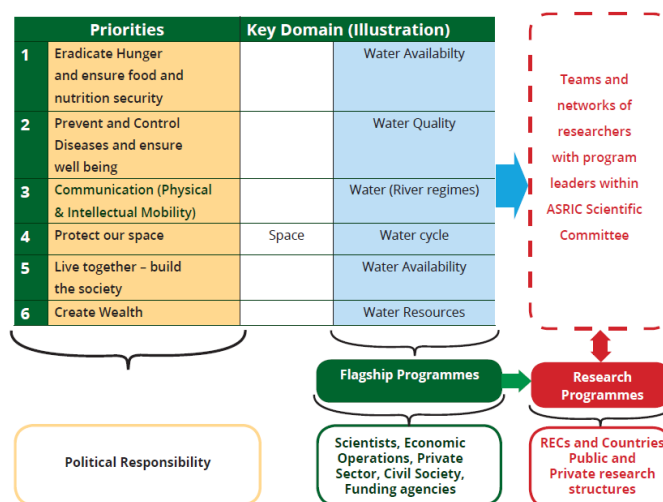 Priorities
Key Domain (Illustration)
1
Eradicate Hunger
and ensure food and
nutrition security
Water Availabilty
2
Prevent and Control
Diseases and ensure
well being
Water Quality
3
Communication (Physical
& Intellectual Mobility)
Water (River regimes)
4
Protect our space
Space
Water cycle
5
Live together – build
the society
Water Availability
6
Create Wealth
Water Resources
Teams and
networks of
researchers
with program
leaders within
ASRIC Scientific
Committee
Flagship Programmes
Research
Programmes
Political Responsibility
Scientists, Economic
Operations, Private
Sector, Civil Society,
Funding agencies
RECs and Countries
Public and
Private research
structures